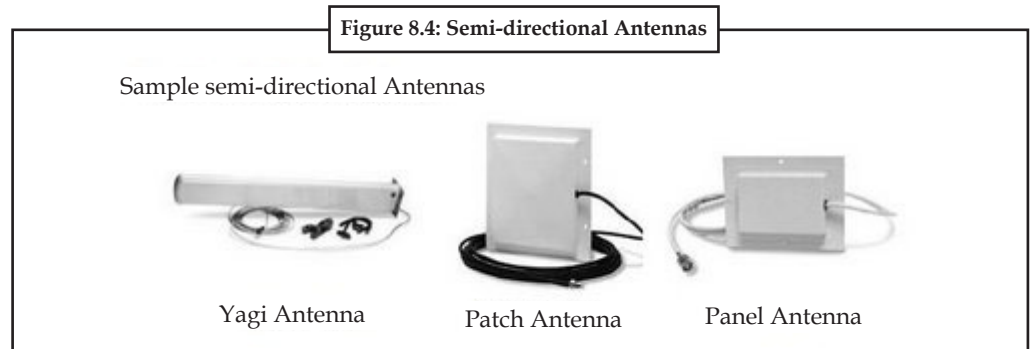 Figure 8.4: Semi-directional Antennas
Sample semi-directional Antennas
Yagi Antenna
Patch Antenna
Panel Antenna